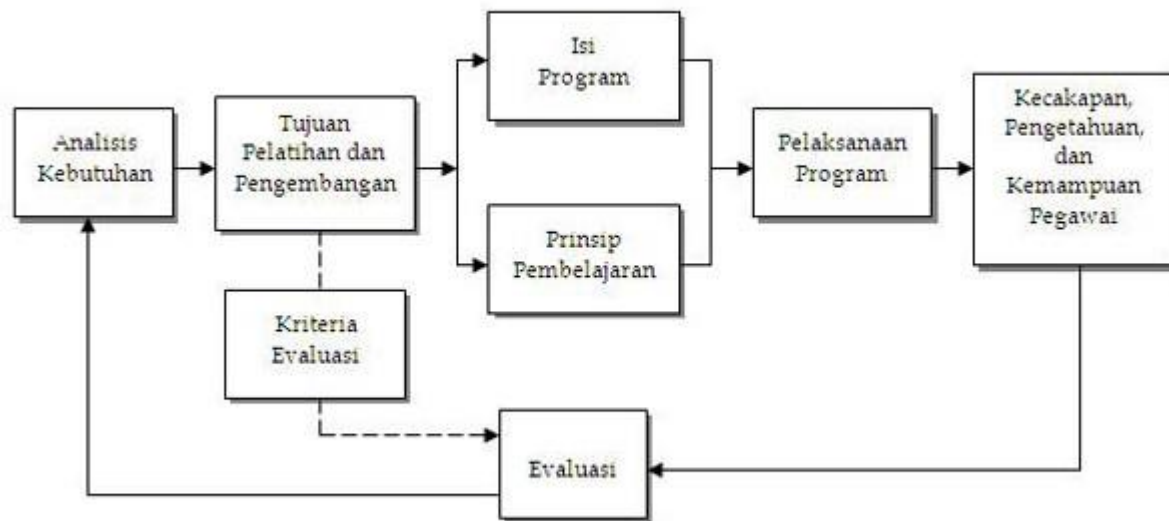 Analisis
Kebutuhan
Tujuan
Pelatihan dan
Pengembangan
Isi
Program
Prinsip
Pembelajaran
Pelaksanaan
Program
Kecakapan,
Pengetahuan,
dan
Kemampuan
Pegawai
Kriteria
Evaluasi
Evaluasi